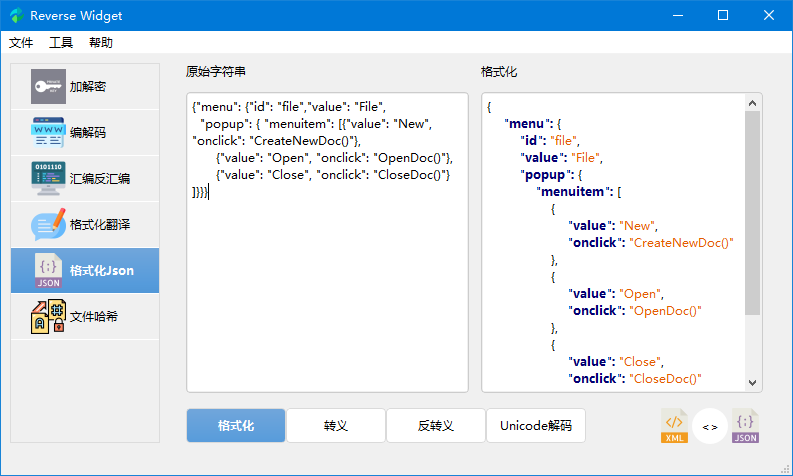 Reverse Widget
文件 工具 帮助
加解密
编解码
汇编反汇编
格式化翻译
格式化Json
文件哈希
原始字符串
{"menu": {"id": "file","value": "File",
"popup": { "menuitem": [{"value": "New",
"onclick": "CreateNewDoc()"},
{"value": "Open", "onclick": "OpenDoc()"},
{"value": "Close", "onclick": "CloseDoc()"}
]}}}
格式化
{
"menu": {
"id": "file",
"value": "File",
"popup": {
"menuitem": [
{
"value": "New",
"onclick": "CreateNewDoc()"
},
{
"value": "Open",
"onclick": "OpenDoc()"
},
{
"value": "Close",
"onclick": "CloseDoc()"
格式化 转义 反转义 Unicode解码
</> XML < > {;} JSON
WWW
0101110
{;}
JSON